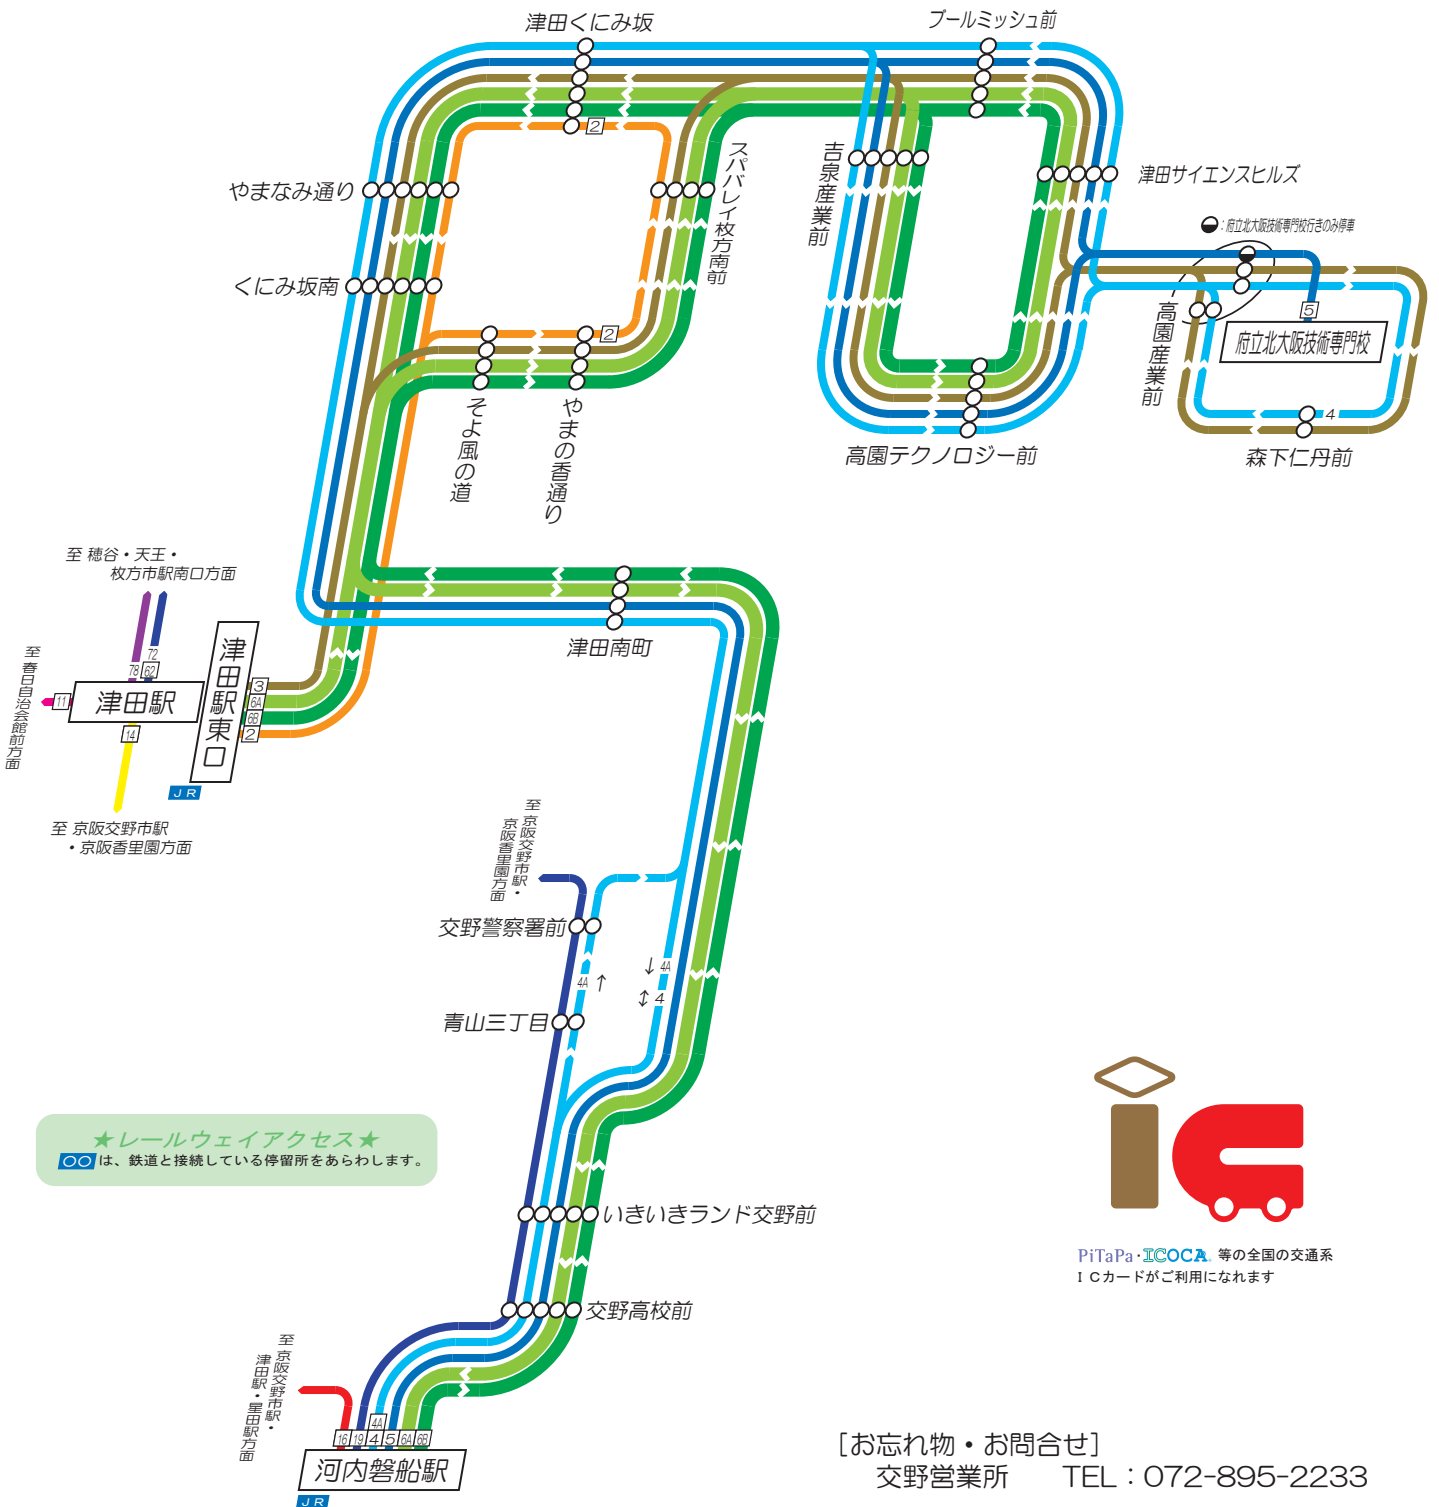 津田くにみ坂
ブールミッシュ前
2
やまなみ通り
スパバレイ枚方南前
吉泉産業前
津田サイエンスヒルズ
:府立北大阪技術専門校行きのみ停車
くにみ坂南
2
高園産業前
5
府立北大阪技術専門校
4
そよ風の道
やまの香通り
高園テクノロジー前
森下仁丹前
至 穂谷・天王・
枚方市駅南口方面
津田南町
至 春日自治会館前方面
72
78
62
11
津田駅
14
津田駅東口
3
6A
6B
2
JR
至 京阪交野市駅
・京阪香里園方面
至 京阪交野市駅・
京阪香里園方面
交野警察署前
4A ↑
↓ 4A
↕ 4
青山三丁目
★レールウェイアクセス★
○○は、鉄道と接続している停留所をあらわします。
いきいきランド交野前
PiTaPa・ICOCA 等の全国の交通系
ICカードがご利用になれます
交野高校前
至 京阪交野市駅・
津田駅・星田駅方面
4A
16
19
4
5
6A
6B
河内磐船駅
JR
[お忘れ物・お問合せ]
交野営業所 TEL:072-895-2233